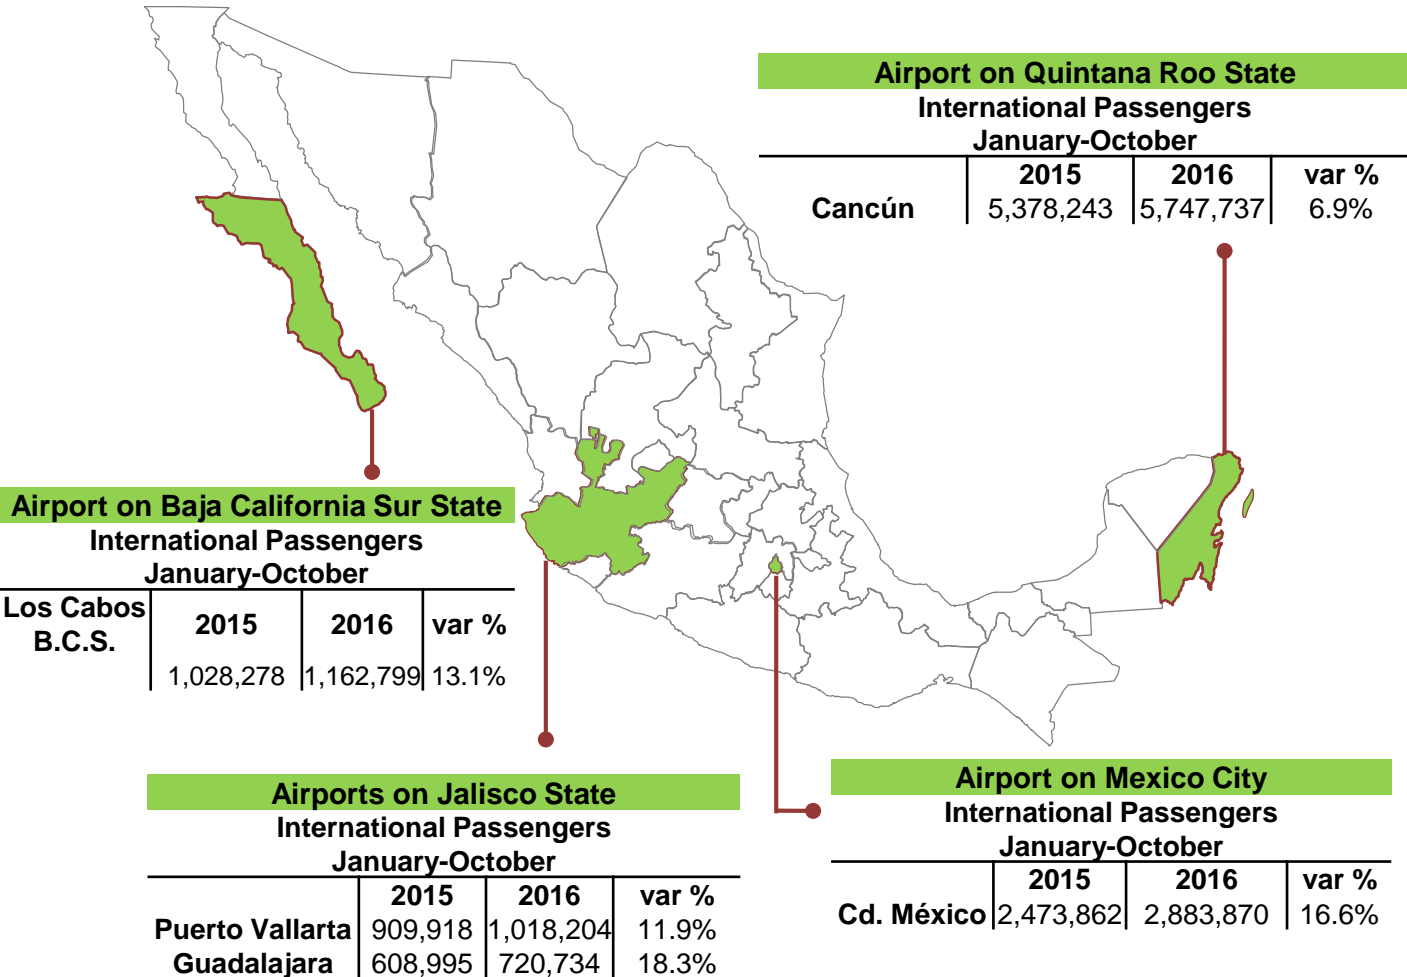 Airport on Quintana Roo State
International Passengers
January-October
2015 2016 var %
Cancún 5,378,243 5,747,737 6.9%
Airport on Baja California Sur State
International Passengers
January-October
Los Cabos
B.C.S.
2015 2016 var %
1,028,278 1,162,799 13.1%
Airports on Jalisco State
International Passengers
January-October
2015 2016 var %
Puerto Vallarta 909,918 1,018,204 11.9%
Guadalajara 608,995 720,734 18.3%
Airport on Mexico City
International Passengers
January-October
2015 2016 var %
Cd. México 2,473,862 2,883,870 16.6%